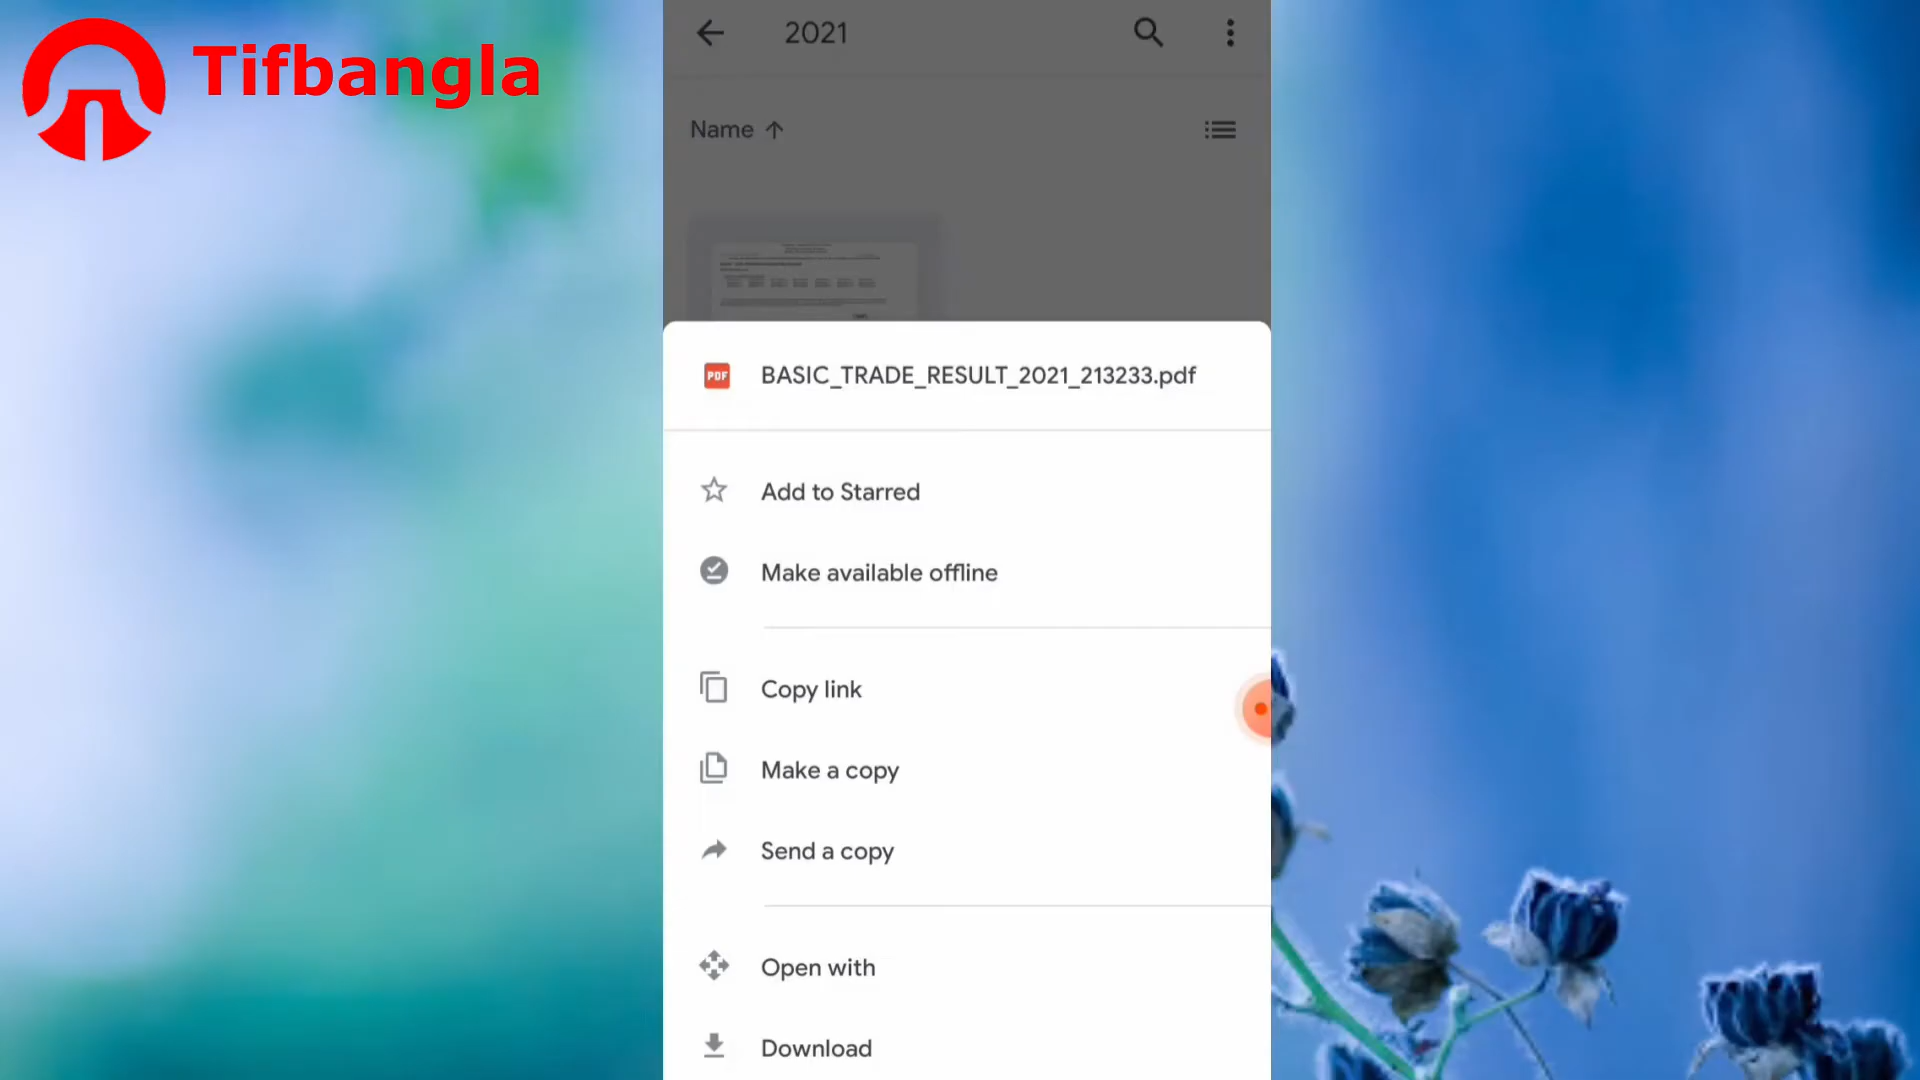 Tifbangla
2021
Name
PDF
BASIC_TRADE_RESULT_2021_213233.pdf
Add to Starred
Make available offline
Copy link
Make a copy
Send a copy
Open with
Download